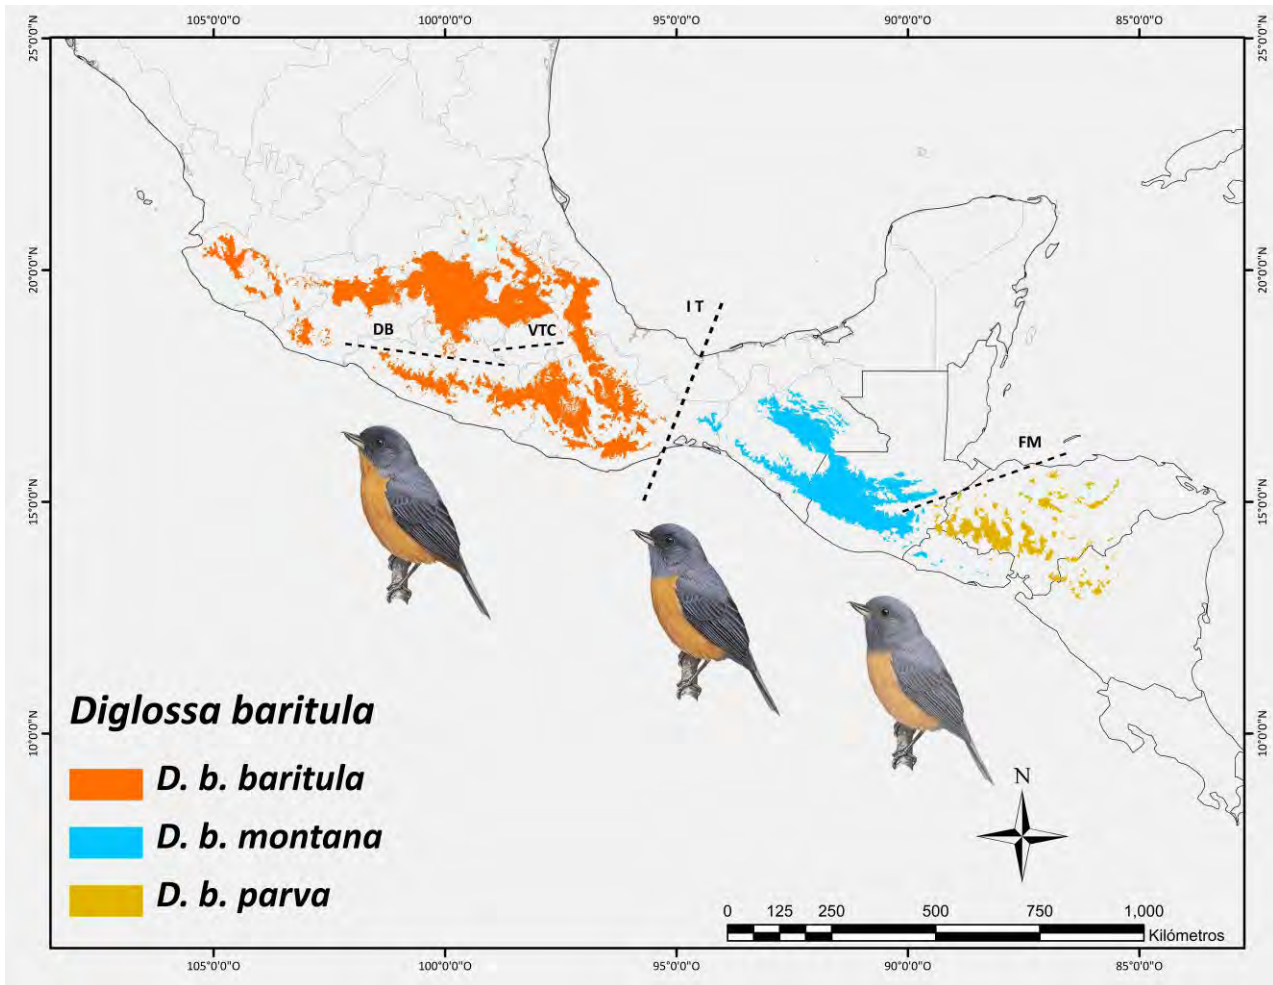 105°0'0"O 100°0'0"O 95°0'0"O 90°0'0"O 85°0'0"O
25°0'0"N 25°0'0"N
20°0'0"N 20°0'0"N
I T
DB VTC
FM
15°0'0"N 15°0'0"N
Diglossa baritula
10°0'0"N 10°0'0"N
D. b. baritula
N
D. b. montana
D. b. parva
0 125 250 500 750 1,000
Kilómetros
105°0'0"O 100°0'0"O 95°0'0"O 90°0'0"O 85°0'0"O